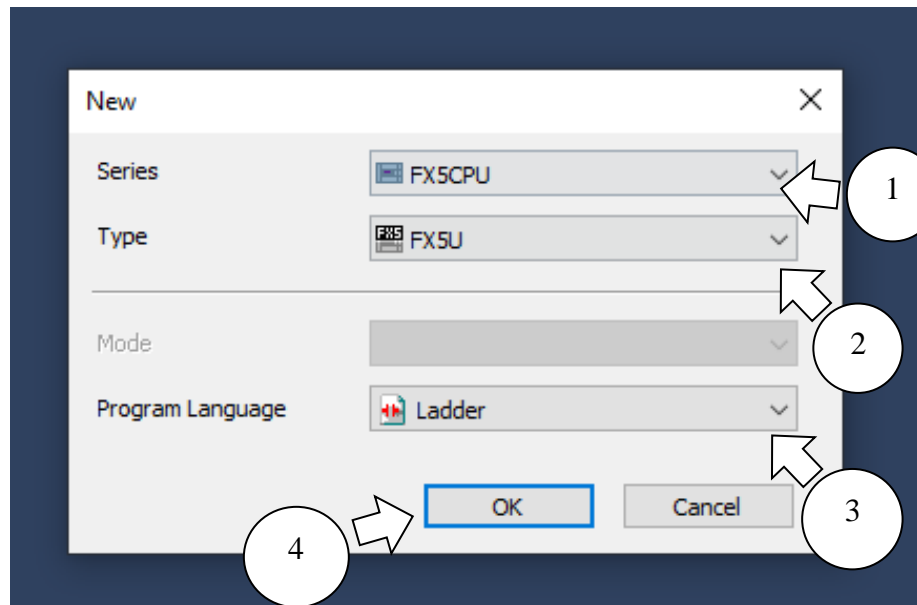 New
Series
FX5CPU
1
Type
FX5 FX5U
2
Mode
Program Language
Ladder
3
OK
Cancel
4